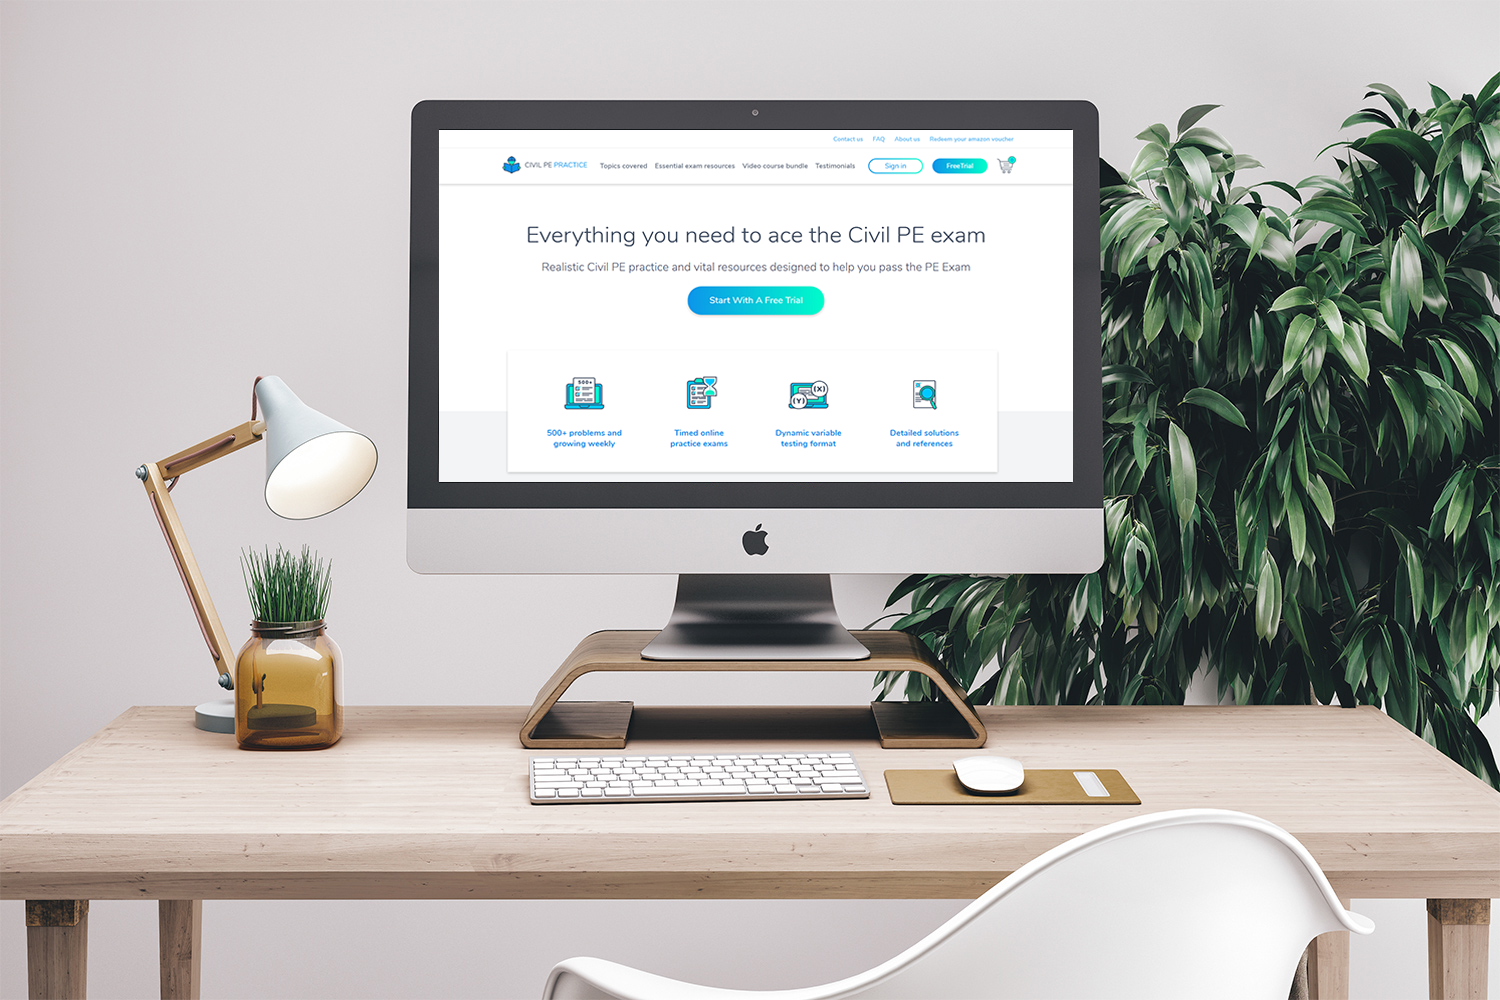 Contact us FAQ About us Redeem your amazon voucher
CIVIL PE PRACTICE Topics covered Essential exam resources Video course bundle Testimonials Sign in Free Trial
Everything you need to ace the Civil PE exam
Realistic Civil PE practice and vital resources designed to help you pass the PE Exam
Start With A Free Trial
500+
(X)
(Y)
500+ problems and
growing weekly
Timed online
practice exams
Dynamic variable
testing format
Detailed solutions
and references